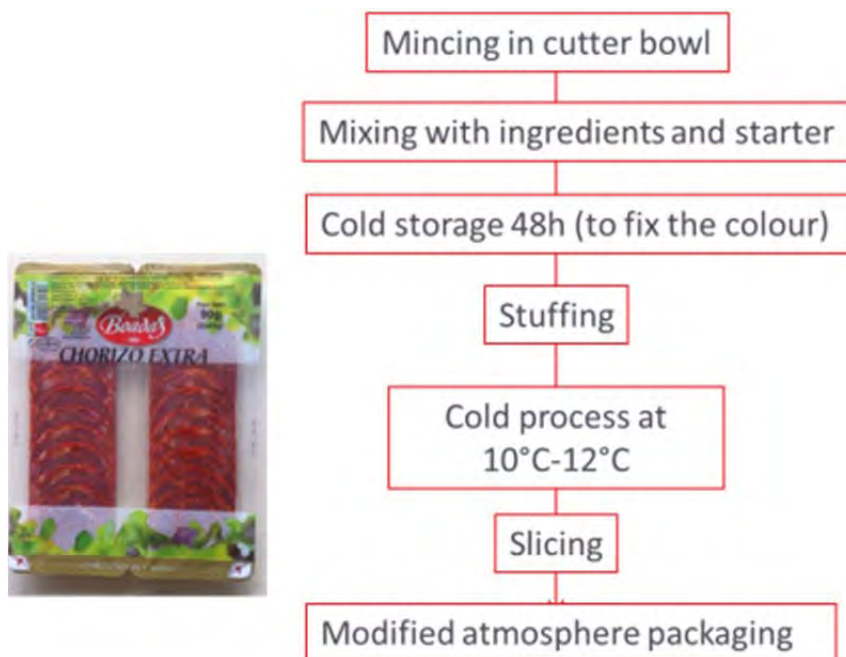 Mincing in cutter bowl
Mixing with ingredients and starter
Cold storage 48h (to fix the colour)
Stuffing
Cold process at
10°C-12°C
Slicing
Modified atmosphere packaging
Boadas
90g
CHORIZO EXTRA